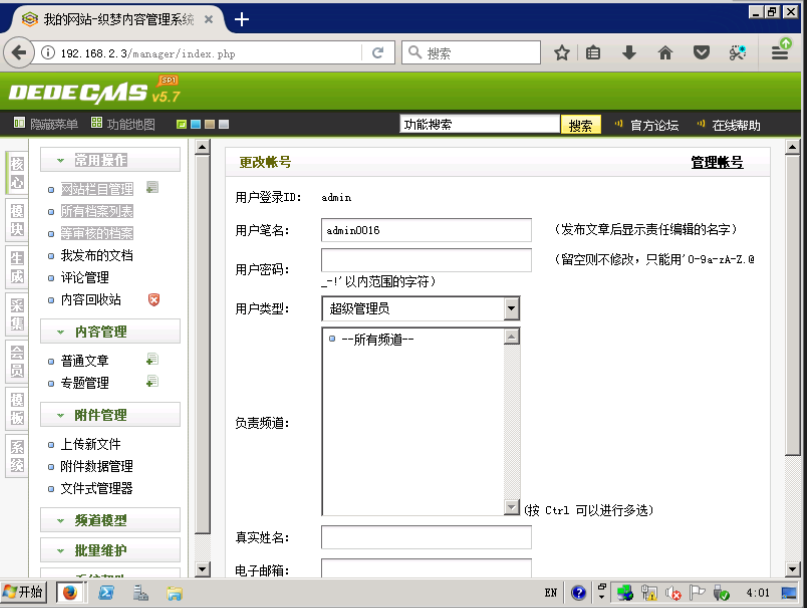 我的网站-织梦内容管理系统
192.168.2.3/manager/index.php
搜索
DEDECMS v5.7 SP1
隐藏菜单 功能地图
功能搜索 搜索 官方论坛 在线帮助
核心
模块
生成
采集
会员
模板
系统
常用操作
网站栏目管理
所有档案列表
等审核的档案
我发布的文档
评论管理
内容回收站
内容管理
普通文章
专题管理
附件管理
上传新文件
附件数据管理
文件式管理器
频道模型
批量维护
更改帐号 管理帐号
用户登录ID: admin
用户笔名: admin0016 (发布文章后显示责任编辑的名字)
用户密码: (留空则不修改，只能用'0-9a-zA-Z.@
_-!'以内范围的字符)
用户类型: 超级管理员
--所有频道--
负责频道:
(按 Ctrl 可以进行多选)
真实姓名:
电子邮箱:
开始
EN
4:01